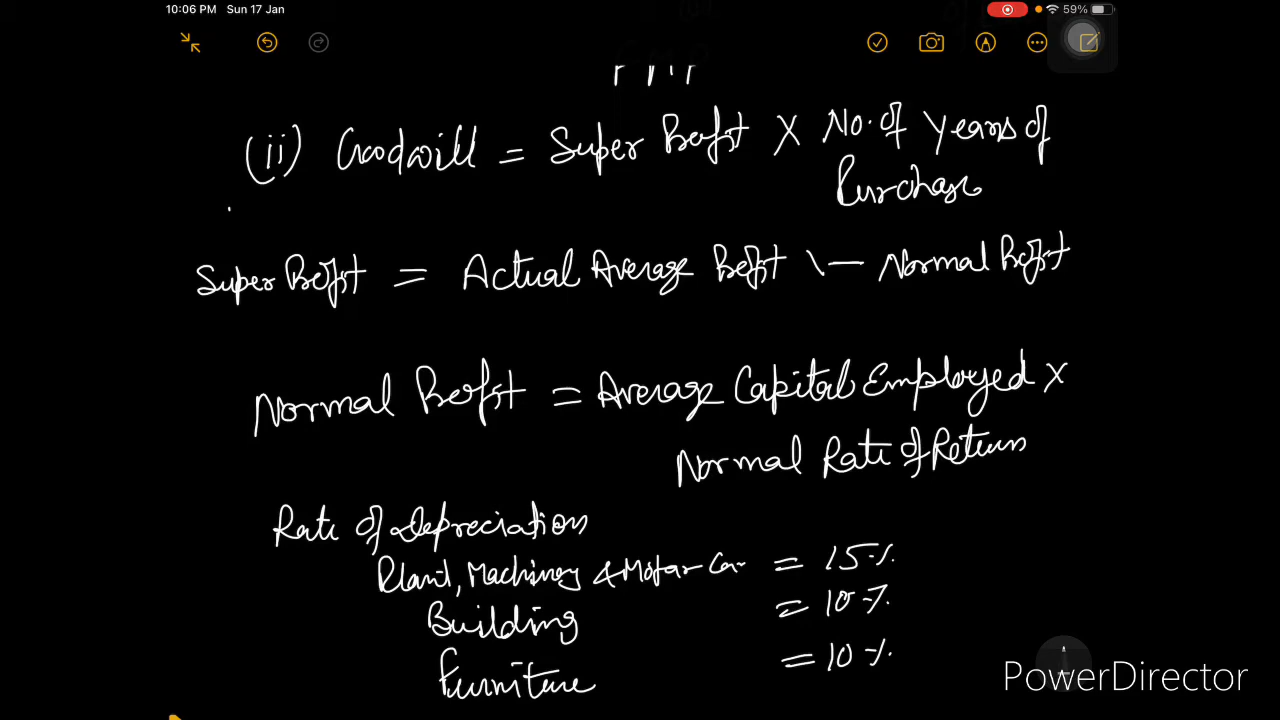 10:06 PM Sun 17 Jan 59%
(ii) Goodwill = Super Profit × No. of Years of
Purchase
Super Profit = Actual Average Profit \ — Normal Profit
Normal Profit = Average Capital Employed ×
Normal Rate of Return
Rate of Depreciation
Plant, Machinery & Motor Car = 15%
Building = 10%
Furniture = 10%
PowerDirector